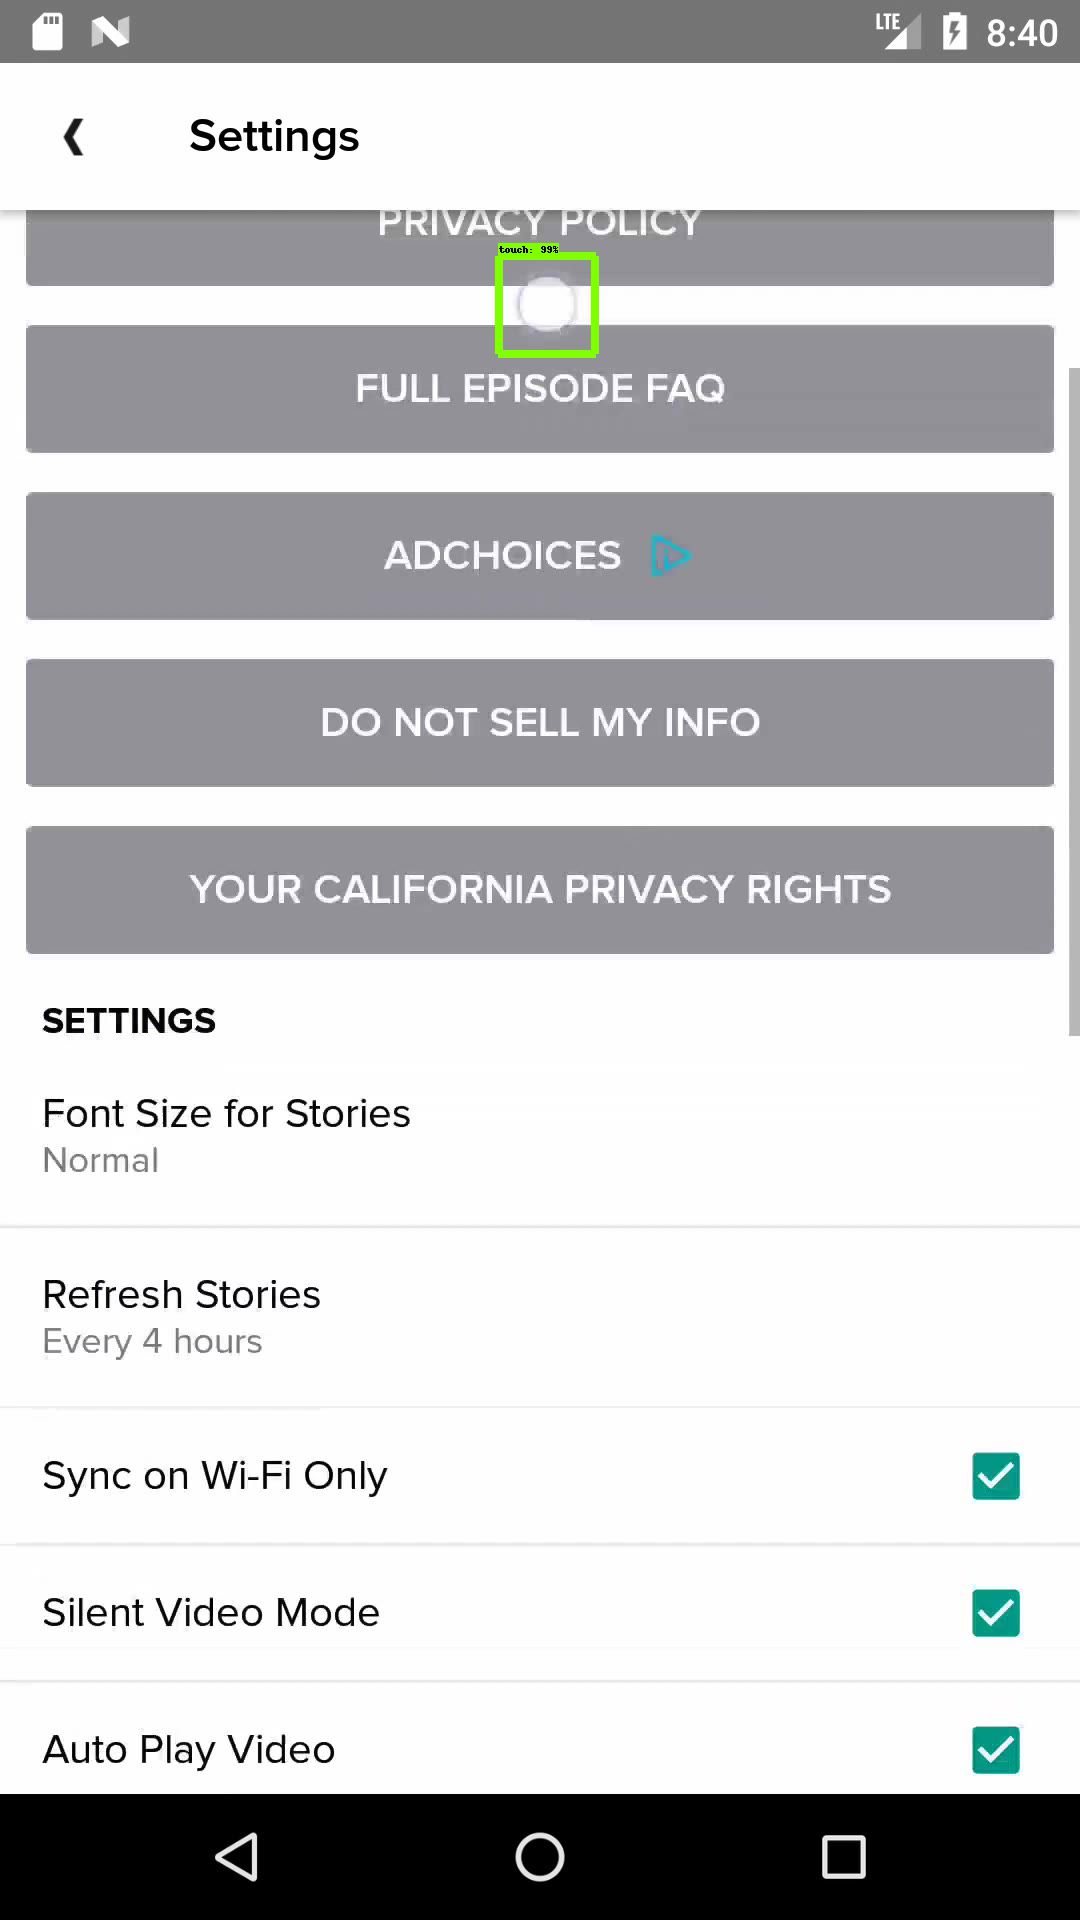 LTE 8:40
Settings
PRIVACY POLICY
touch: 99%
FULL EPISODE FAQ
ADCHOICES
DO NOT SELL MY INFO
YOUR CALIFORNIA PRIVACY RIGHTS
SETTINGS
Font Size for Stories
Normal
Refresh Stories
Every 4 hours
Sync on Wi-Fi Only
Silent Video Mode
Auto Play Video